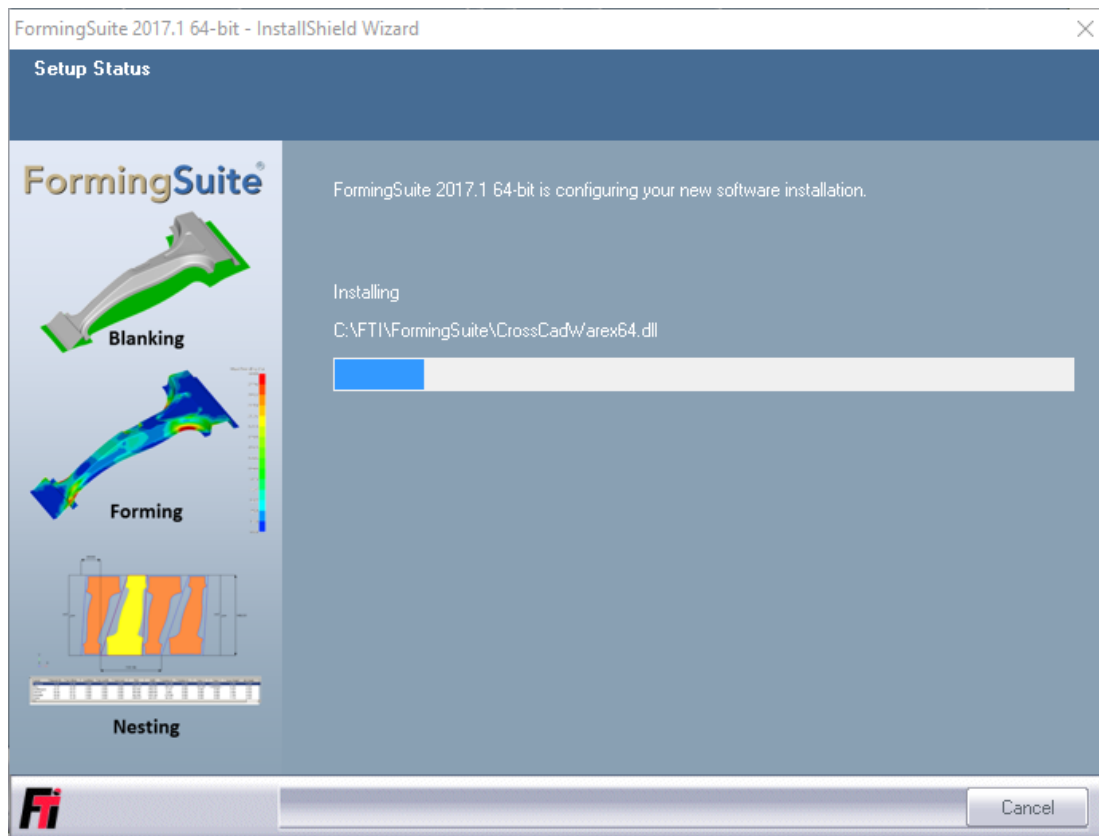 FormingSuite 2017.1 64-bit - InstallShield Wizard
Setup Status
FormingSuite®
Blanking
Forming
Nesting
FormingSuite 2017.1 64-bit is configuring your new software installation.
Installing
C:\FTI\FormingSuite\CrossCadWarex64.dll
FTi
Cancel